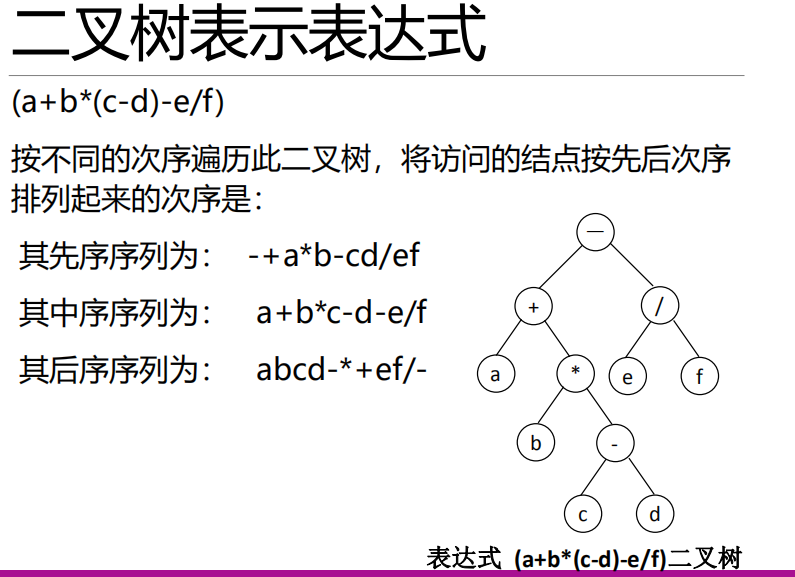 二叉树表示表达式
(a+b*(c-d)-e/f)
按不同的次序遍历此二叉树，将访问的结点按先后次序
排列起来的次序是：
其先序序列为： -+a*b-cd/ef
其中序序列为： a+b*c-d-e/f
其后序序列为： abcd-*+ef/-
—
+ /
a * e f
b -
c d
表达式 (a+b*(c-d)-e/f)二叉树